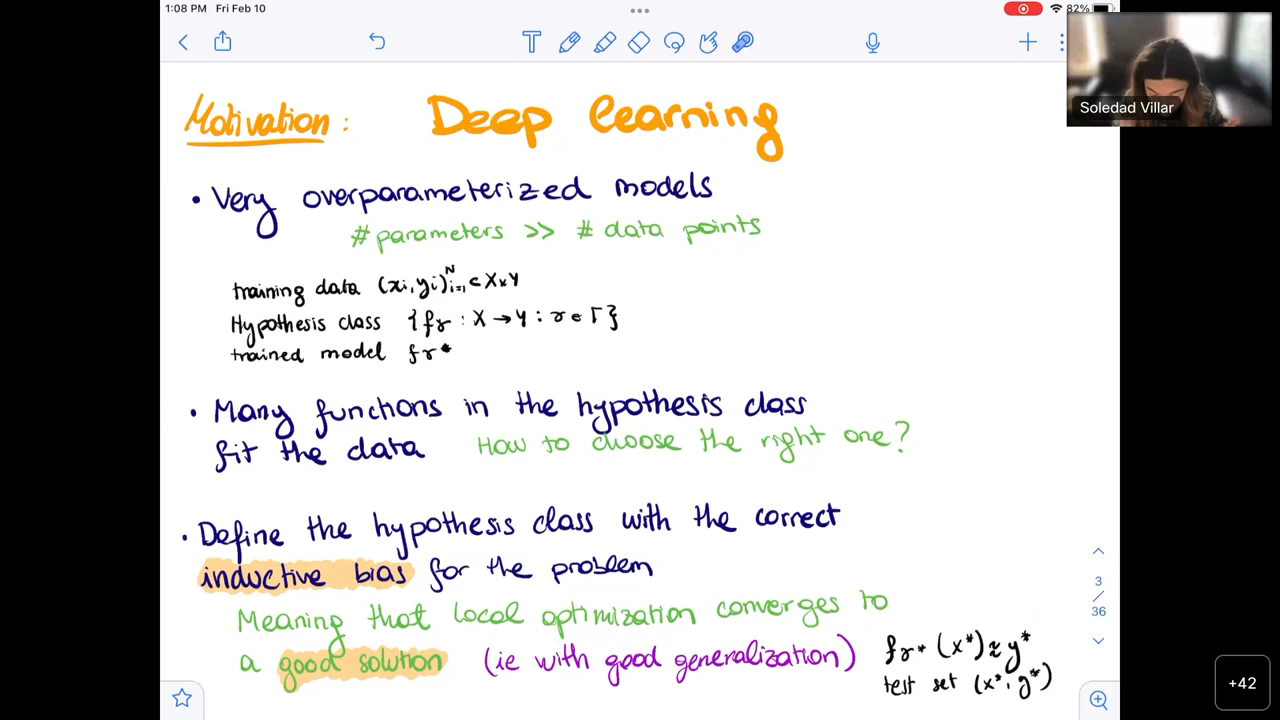 1:08 PM Fri Feb 10
82%
Soledad Villar
Motivation: Deep learning
• Very overparameterized models
# parameters >> # data points
training data (xi, yi)ᴺi=1 ⊂ X×Y
Hypothesis class {fγ : X → Y : γ ∈ Γ}
trained model fγ*
• Many functions in the hypothesis class
fit the data How to choose the right one?
• Define the hypothesis class with the correct
inductive bias for the problem
Meaning that local optimization converges to
a good solution (ie with good generalization) fγ*(x*) ≈ y*
test set (x*, y*)
3
/
36
+42